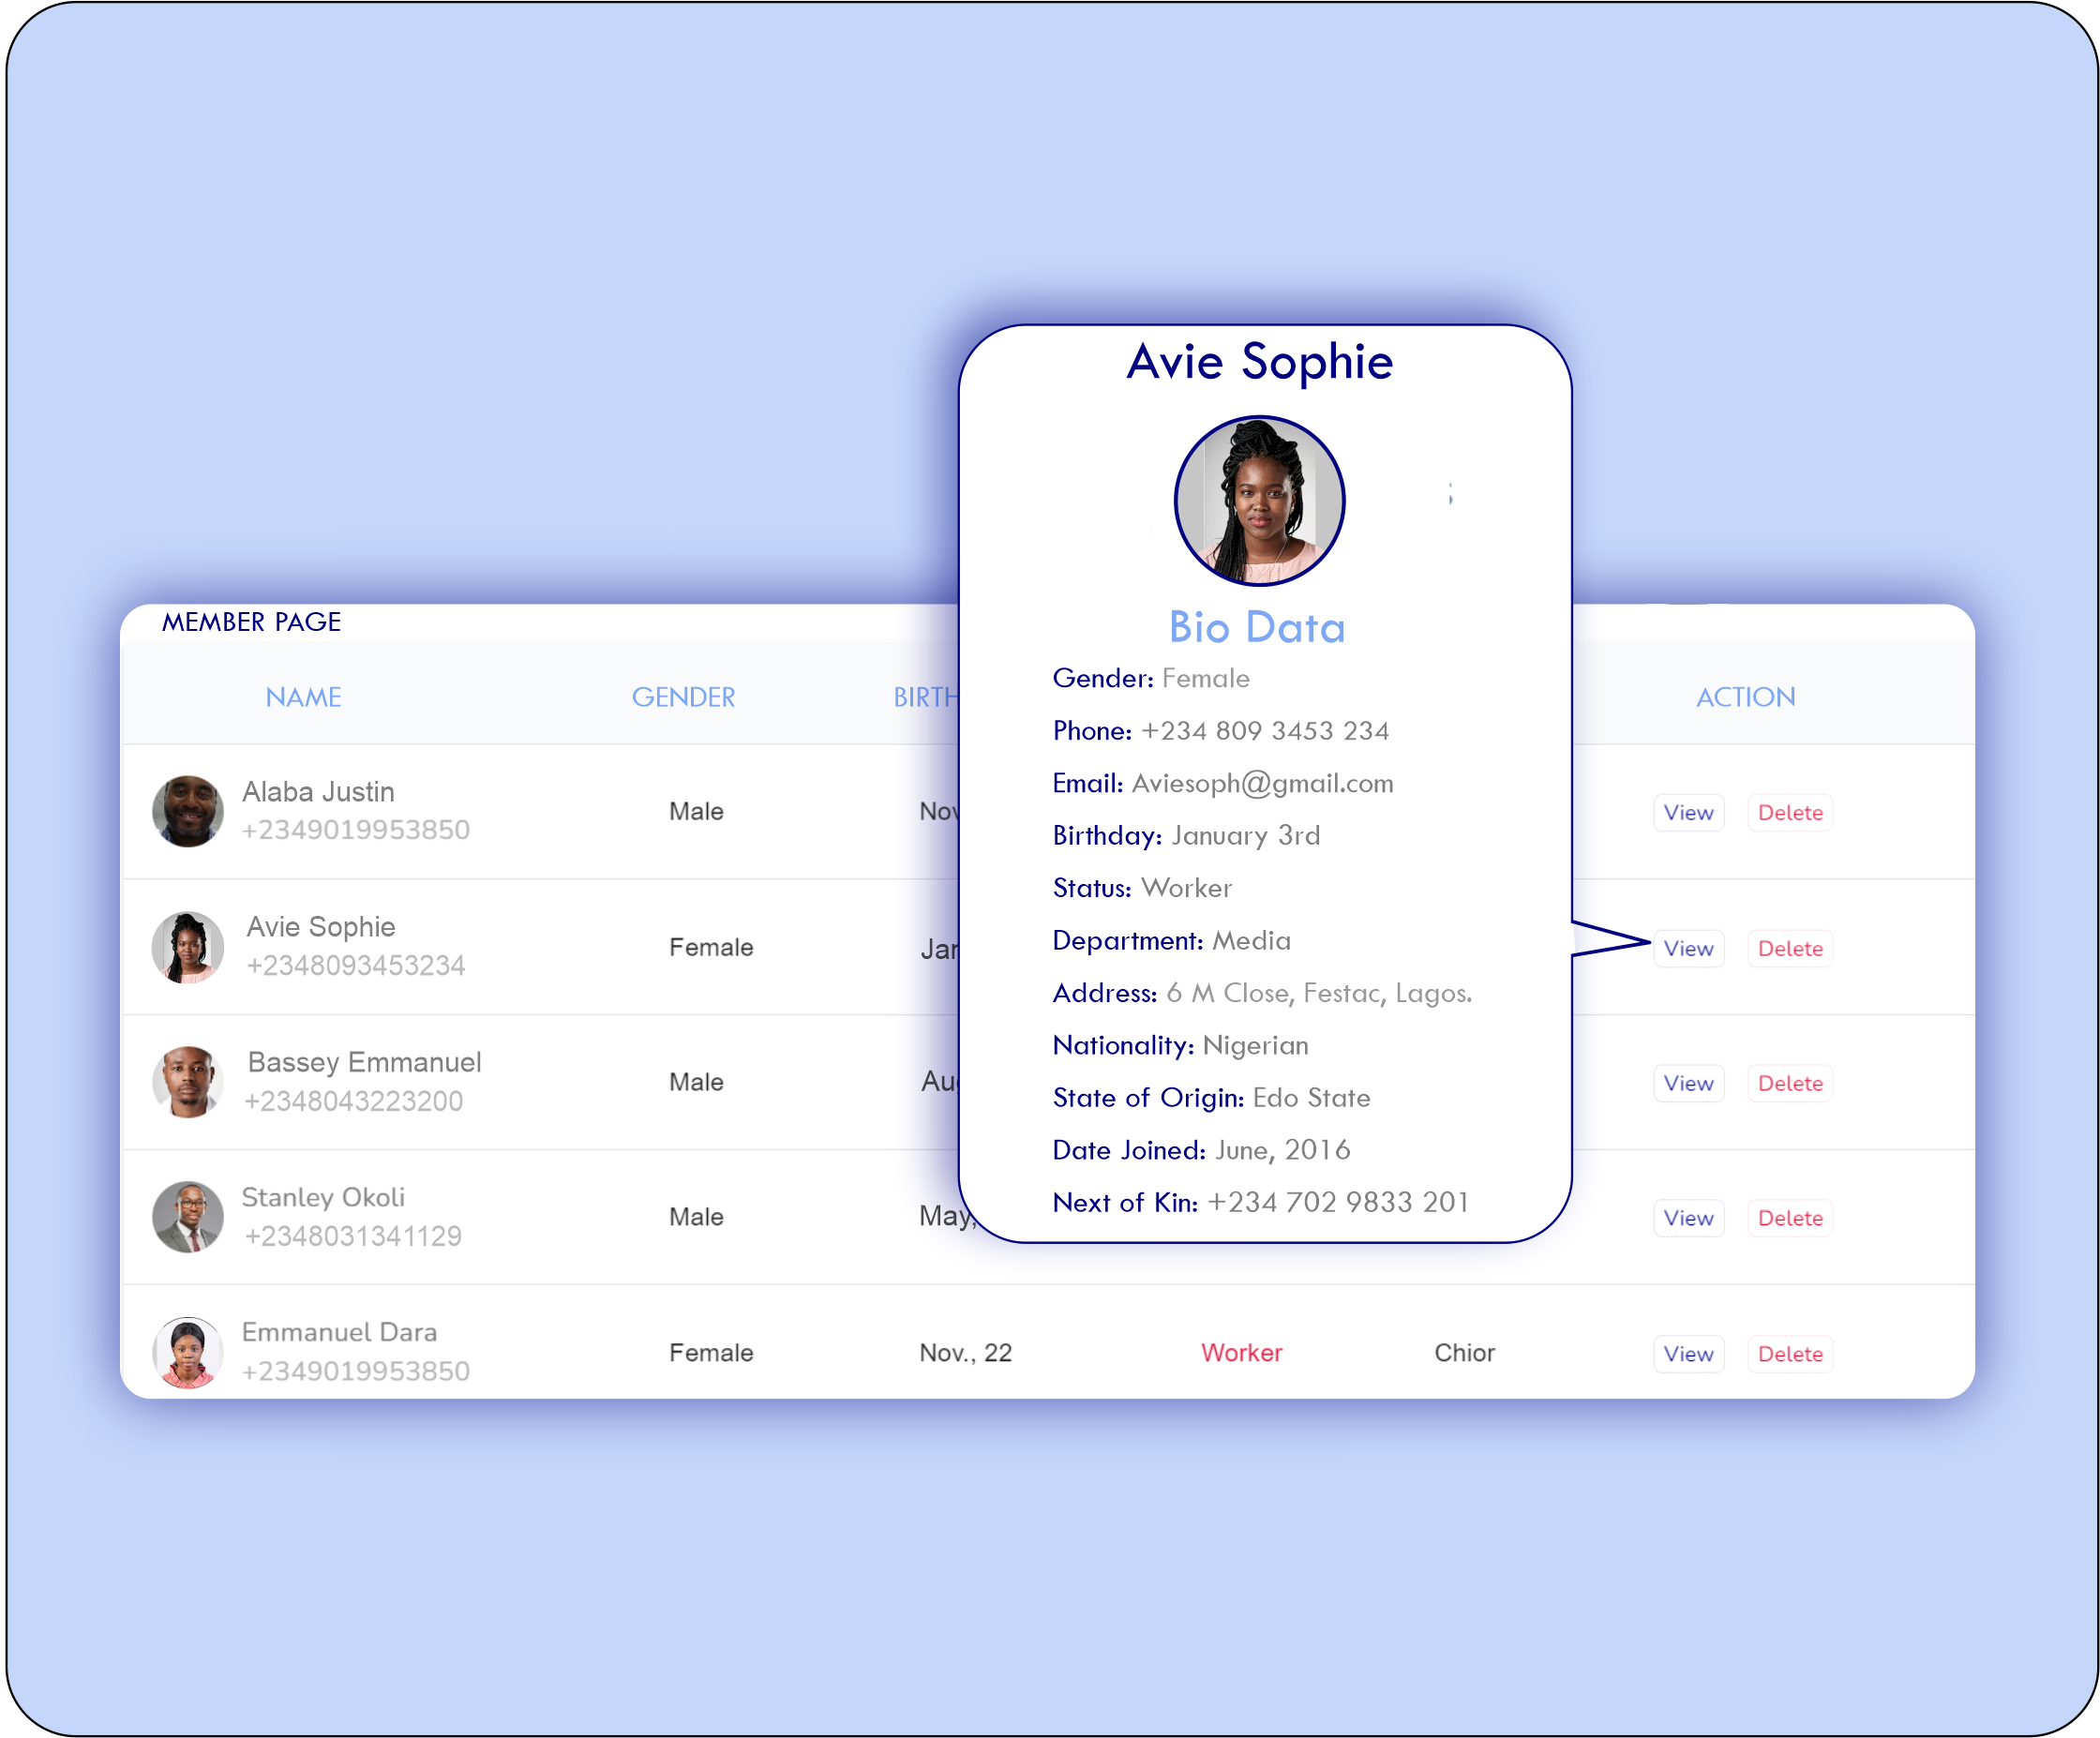 Avie Sophie
Bio Data
Gender: Female
Phone: +234 809 3453 234
Email: Aviesoph@gmail.com
Birthday: January 3rd
Status: Worker
Department: Media
Address: 6 M Close, Festac, Lagos.
Nationality: Nigerian
State of Origin: Edo State
Date Joined: June, 2016
Next of Kin: +234 702 9833 201
MEMBER PAGE
NAME GENDER BIRTH ACTION
Alaba Justin
+2349019953850
Male Nov View Delete
Avie Sophie
+2348093453234
Female View Delete
Bassey Emmanuel
+2348043223200
Male View Delete
Stanley Okoli
+2348031341129
Male May, View Delete
Emmanuel Dara
+2349019953850
Female Nov., 22 Worker Chior View Delete